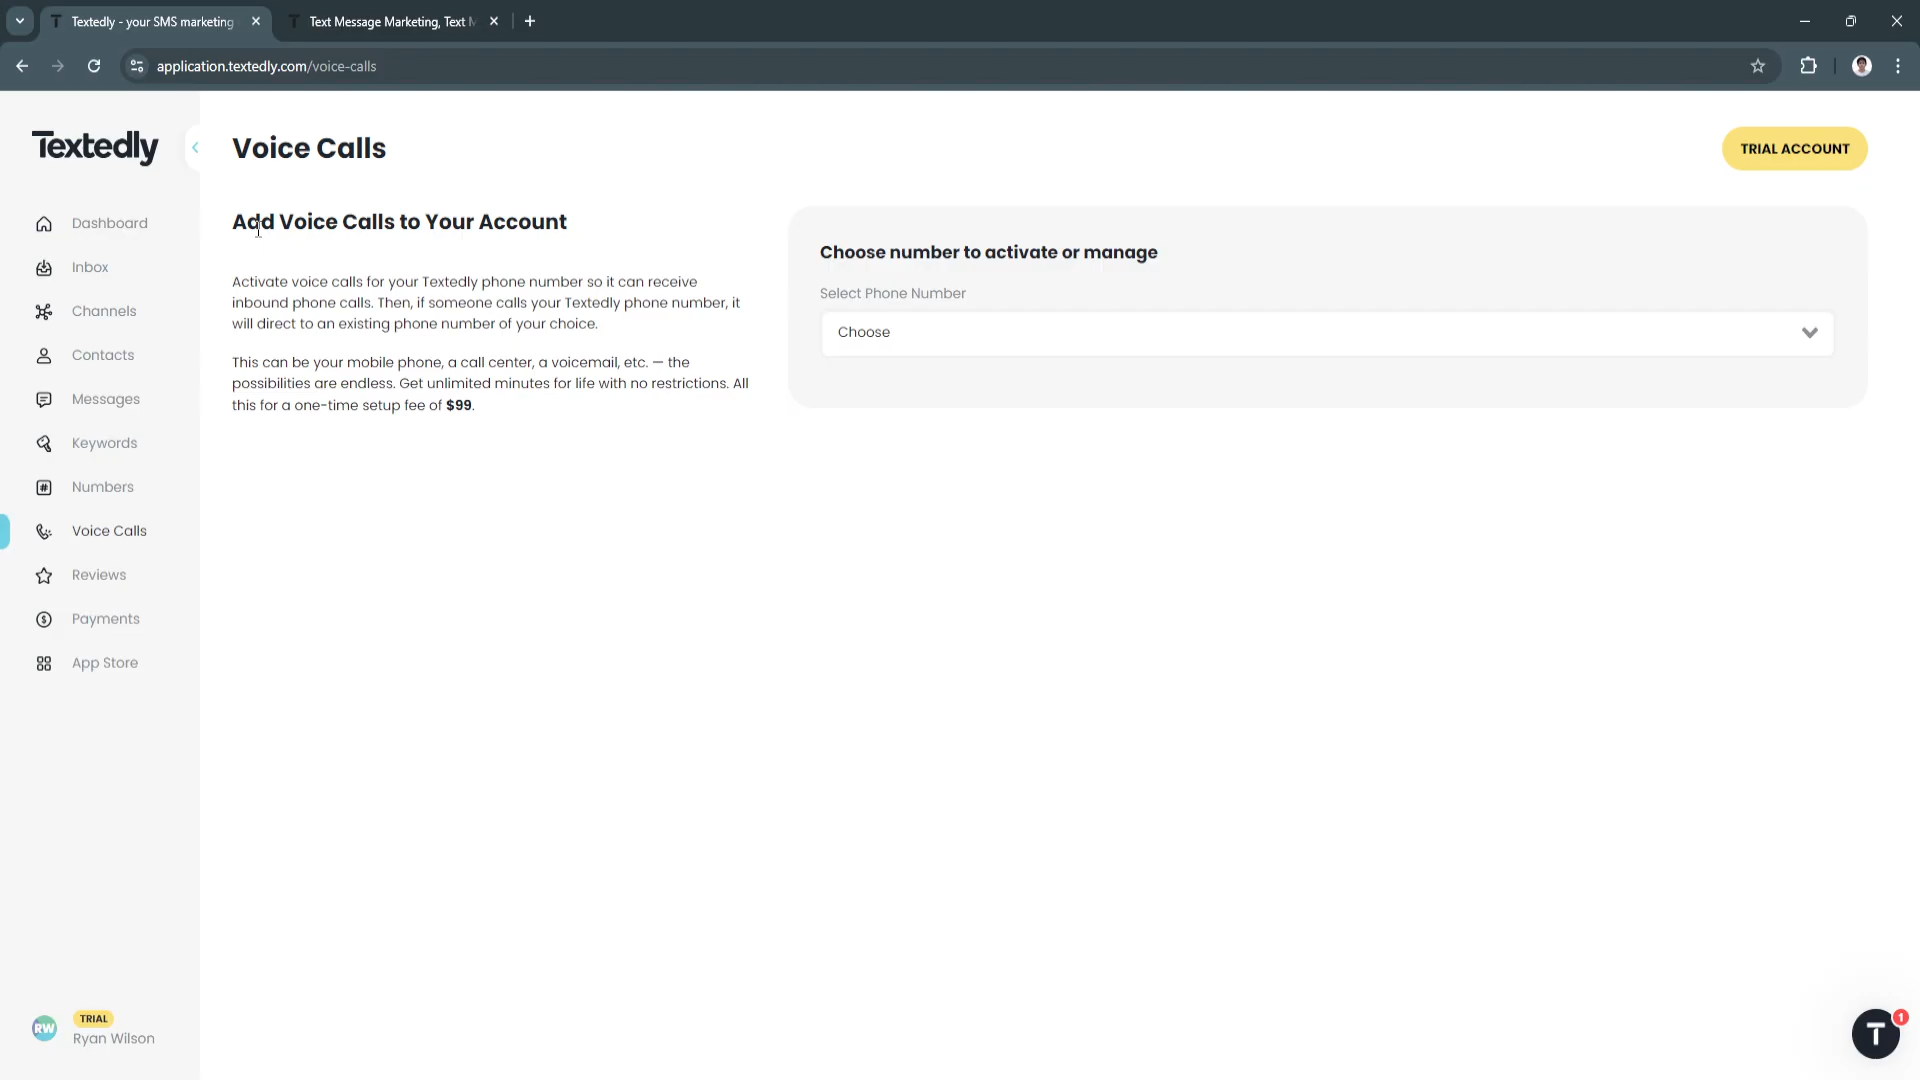 Textedly - your SMS marketing
Text Message Marketing, Text M
application.textedly.com/voice-calls
Textedly
Voice Calls
TRIAL ACCOUNT
Dashboard
Inbox
Channels
Contacts
Messages
Keywords
Numbers
Voice Calls
Reviews
Payments
App Store
Add Voice Calls to Your Account
Activate voice calls for your Textedly phone number so it can receive
inbound phone calls. Then, if someone calls your Textedly phone number, it
will direct to an existing phone number of your choice.
This can be your mobile phone, a call center, a voicemail, etc. — the
possibilities are endless. Get unlimited minutes for life with no restrictions. All
this for a one-time setup fee of $99.
Choose number to activate or manage
Select Phone Number
Choose
RW
TRIAL
Ryan Wilson
T
1